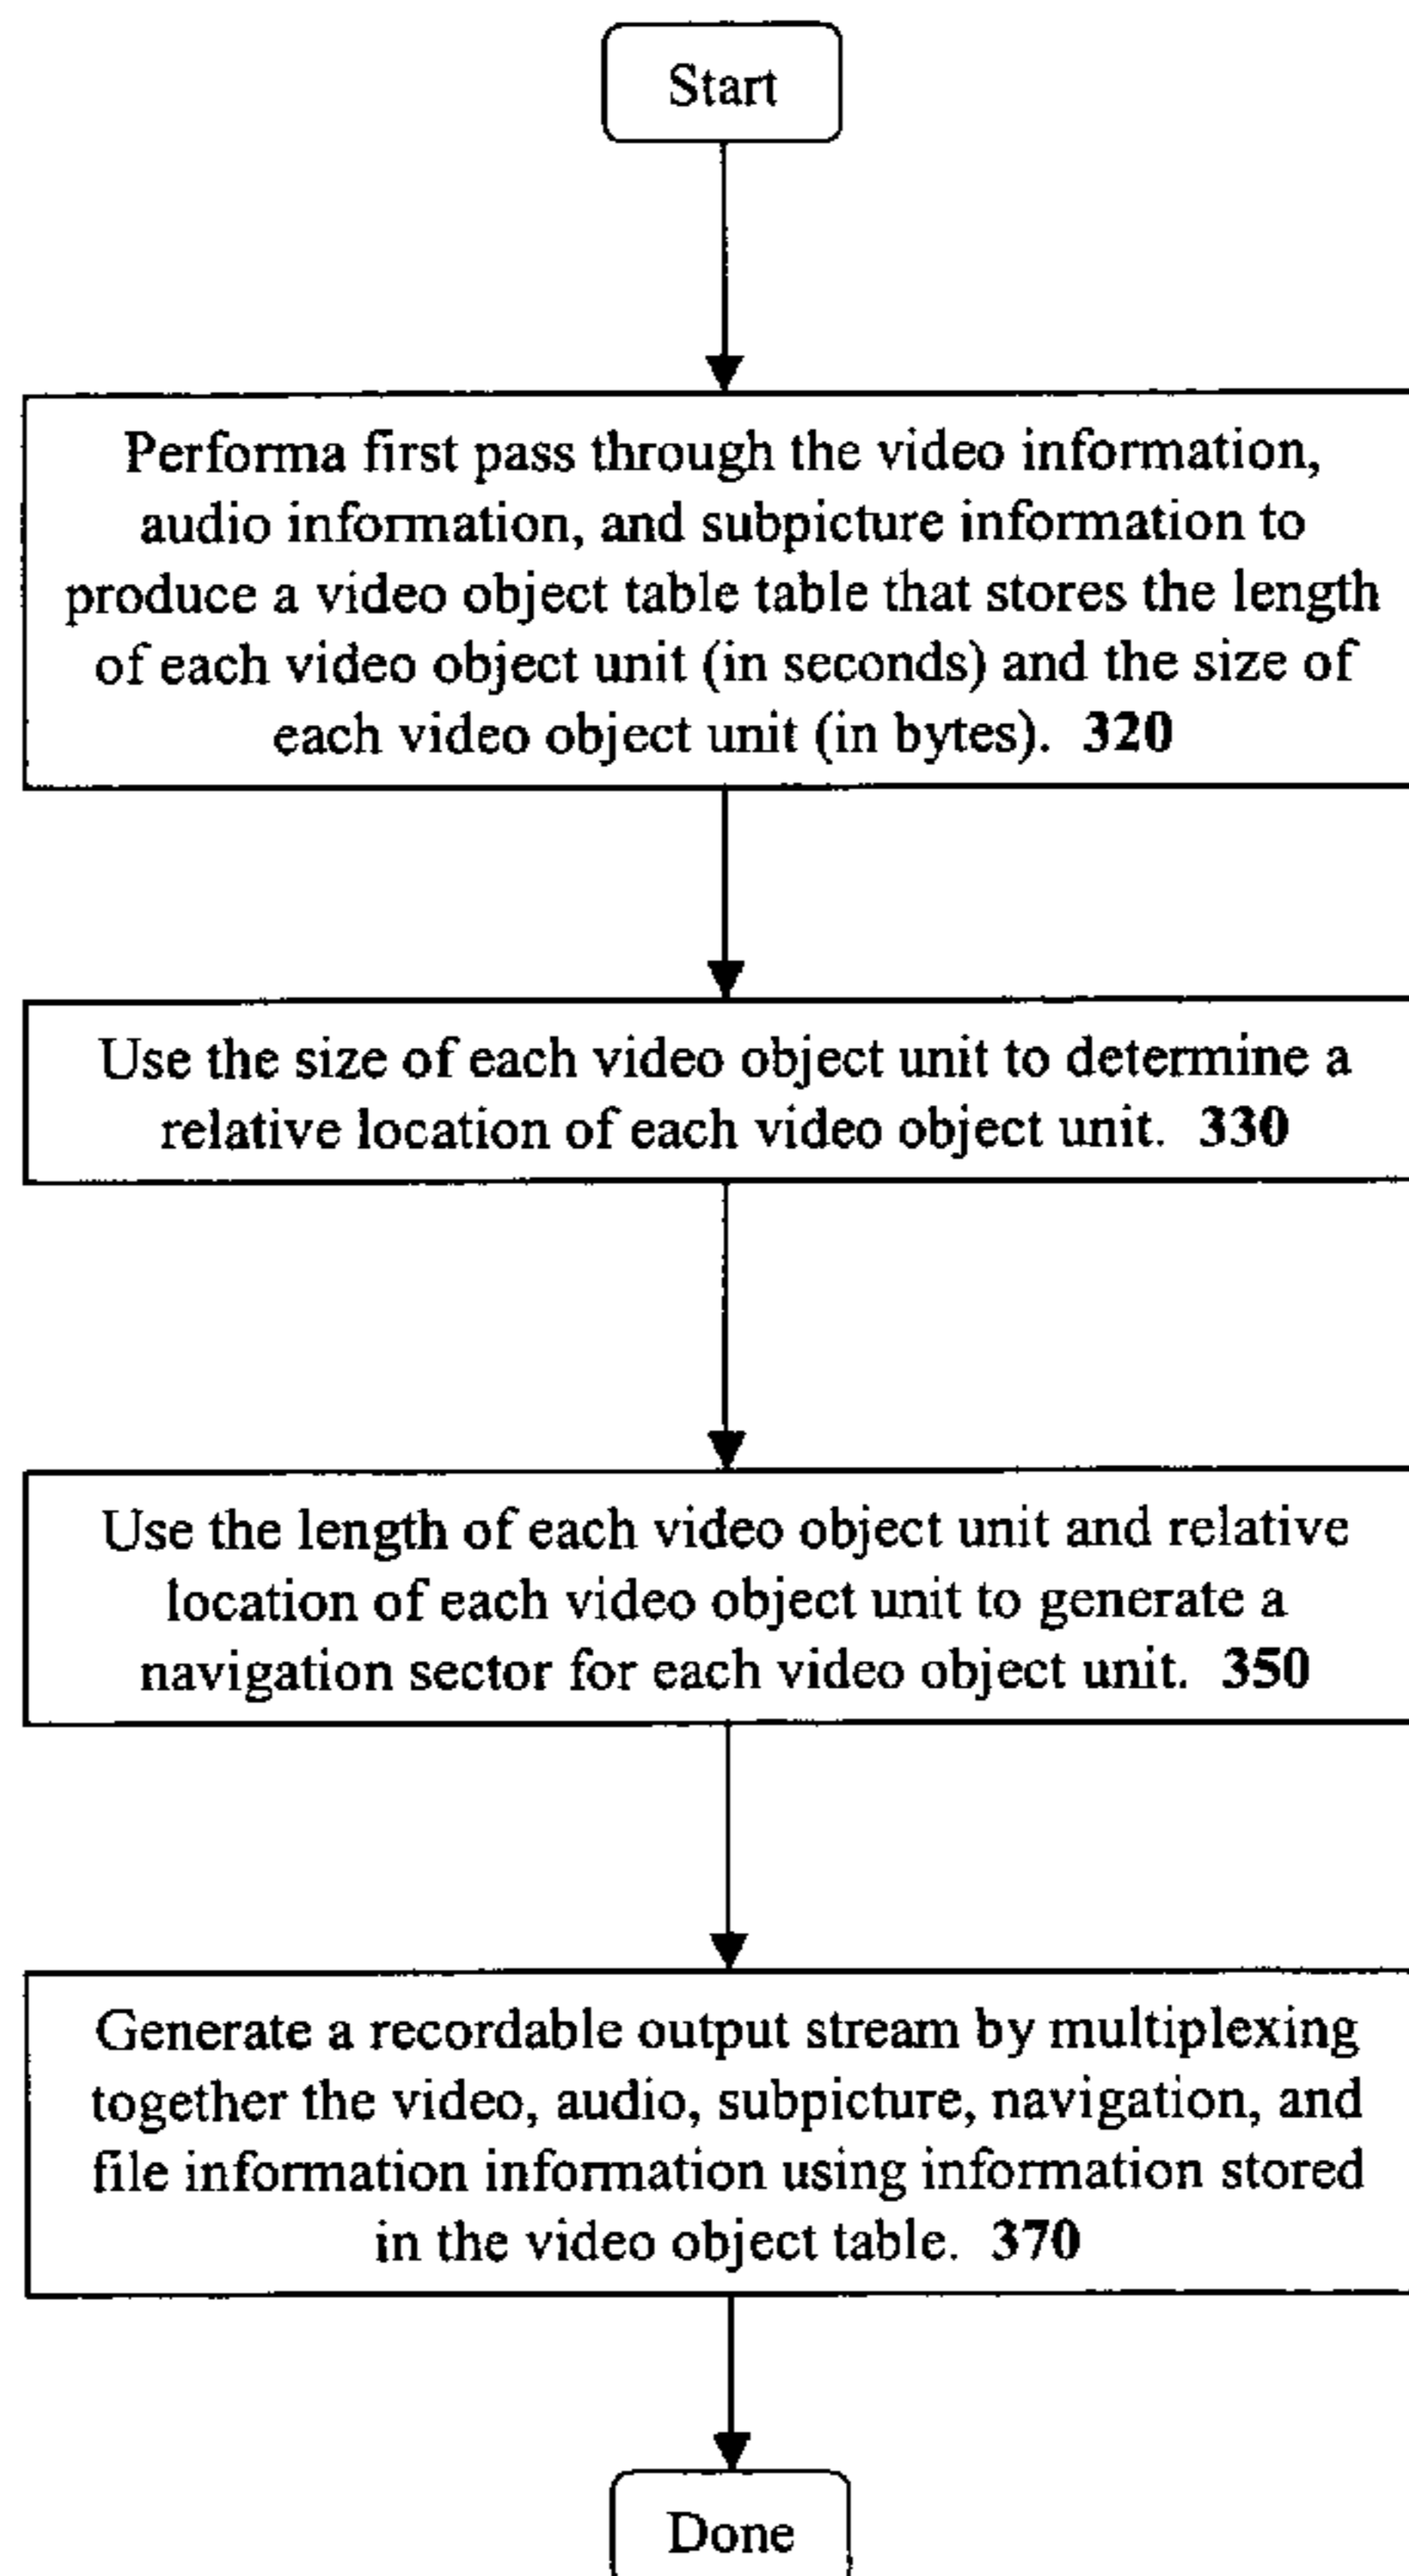 Start
Performa first pass through the video information,
audio information, and subpicture information to
produce a video object table table that stores the length
of each video object unit (in seconds) and the size of
each video object unit (in bytes). 320
Use the size of each video object unit to determine a
relative location of each video object unit. 330
Use the length of each video object unit and relative
location of each video object unit to generate a
navigation sector for each video object unit. 350
Generate a recordable output stream by multiplexing
together the video, audio, subpicture, navigation, and
file information information using information stored
in the video object table. 370
Done